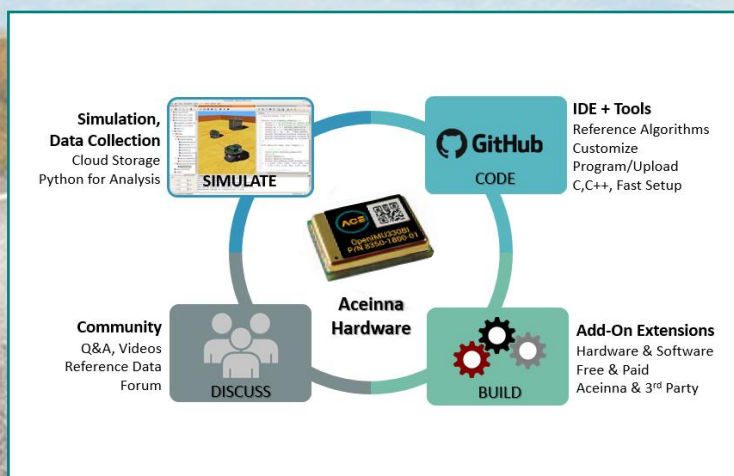 Simulation,
Data Collection
Cloud Storage
Python for Analysis
SIMULATE
GitHub
CODE
IDE + Tools
Reference Algorithms
Customize
Program/Upload
C,C++, Fast Setup
ACE
OpenIMU330BI
P/N 8350-1800-01
Aceinna
Hardware
Community
Q&A, Videos
Reference Data
Forum
DISCUSS
BUILD
Add-On Extensions
Hardware & Software
Free & Paid
Aceinna & 3rd Party